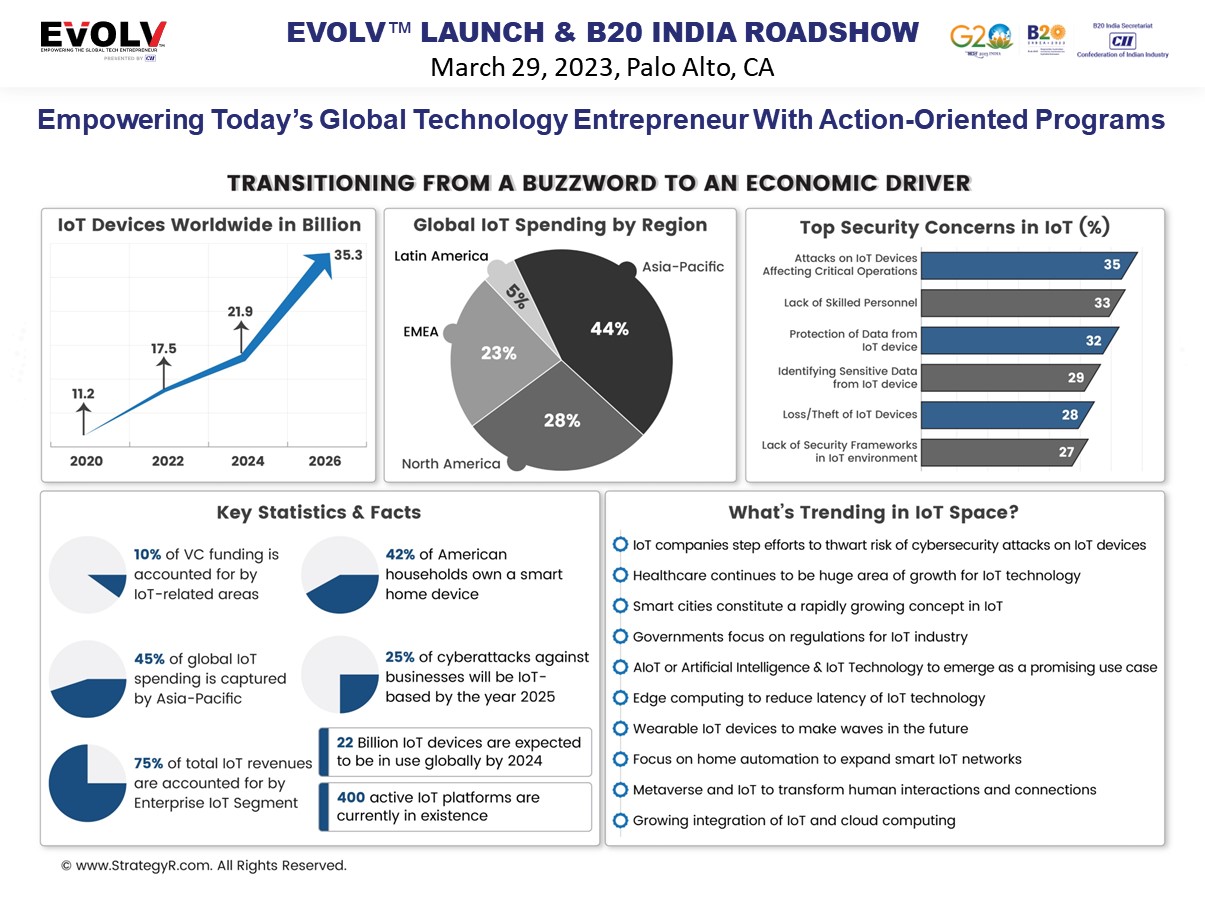 EVOLV™
EMPOWERING THE GLOBAL TECH ENTREPRENEUR
PRESENTED BY CII
EVOLV™ LAUNCH & B20 INDIA ROADSHOW
March 29, 2023, Palo Alto, CA
G20
B20
B20 India Secretariat
CII
Confederation of Indian Industry
Empowering Today's Global Technology Entrepreneur With Action-Oriented Programs
TRANSITIONING FROM A BUZZWORD TO AN ECONOMIC DRIVER
IoT Devices Worldwide in Billion
11.2
17.5
21.9
35.3
2020
2022
2024
2026
Global IoT Spending by Region
Latin America
5%
Asia-Pacific
44%
EMEA
23%
28%
North America
Top Security Concerns in IoT (%)
Attacks on IoT Devices
Affecting Critical Operations
35
Lack of Skilled Personnel
33
Protection of Data from
IoT device
32
Identifying Sensitive Data
from IoT device
29
Loss/Theft of IoT Devices
28
Lack of Security Frameworks
in IoT environment
27
Key Statistics & Facts
10% of VC funding is
accounted for by
IoT-related areas
42% of American
households own a smart
home device
45% of global IoT
spending is captured
by Asia-Pacific
25% of cyberattacks against
businesses will be IoT-
based by the year 2025
75% of total IoT revenues
are accounted for by
Enterprise IoT Segment
22 Billion IoT devices are expected
to be in use globally by 2024
400 active IoT platforms are
currently in existence
What's Trending in IoT Space?
IoT companies step efforts to thwart risk of cybersecurity attacks on IoT devices
Healthcare continues to be huge area of growth for IoT technology
Smart cities constitute a rapidly growing concept in IoT
Governments focus on regulations for IoT industry
AIoT or Artificial Intelligence & IoT Technology to emerge as a promising use case
Edge computing to reduce latency of IoT technology
Wearable IoT devices to make waves in the future
Focus on home automation to expand smart IoT networks
Metaverse and IoT to transform human interactions and connections
Growing integration of IoT and cloud computing
© www.StrategyR.com. All Rights Reserved.